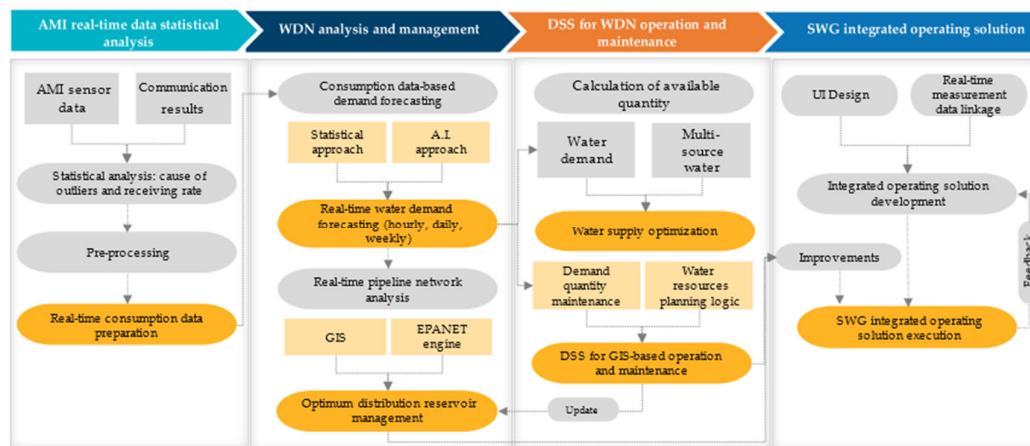 AMI real-time data statistical
analysis
WDN analysis and management
DSS for WDN operation and
maintenance
SWG integrated operating solution
AMI sensor
data
Communication
results
Statistical analysis: cause of
outliers and receiving rate
Pre-processing
Real-time consumption data
preparation
Consumption data-based
demand forecasting
Statistical
approach
A.I.
approach
Real-time water demand
forecasting (hourly, daily,
weekly)
Real-time pipeline network
analysis
GIS
EPANET
engine
Optimum distribution reservoir
management
Calculation of available
quantity
Water
demand
Multi-
source
water
Water supply optimization
Demand
quantity
maintenance
Water
resources
planning logic
DSS for GIS-based operation
and maintenance
Update
UI Design
Real-time
measurement
data linkage
Integrated operating solution
development
Improvements
Feedback
SWG integrated operating
solution execution